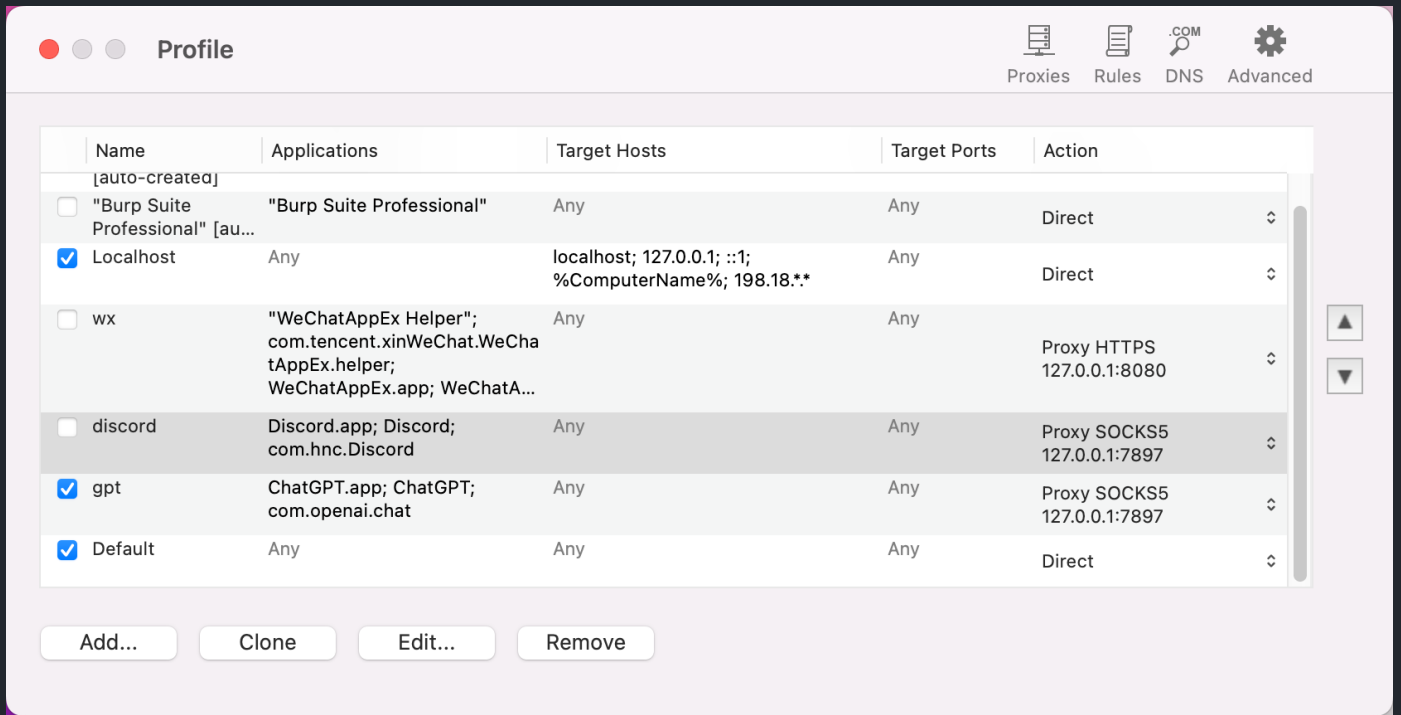 Profile
.COM
Proxies Rules DNS Advanced
Name Applications Target Hosts Target Ports Action
[auto-created]
"Burp Suite
Professional" [au...
"Burp Suite Professional"
Any
Any
Direct
Localhost
Any
localhost; 127.0.0.1; ::1;
%ComputerName%; 198.18.*.*
Any
Direct
wx
"WeChatAppEx Helper";
com.tencent.xinWeChat.WeCha
tAppEx.helper;
WeChatAppEx.app; WeChatA...
Any
Any
Proxy HTTPS
127.0.0.1:8080
discord
Discord.app; Discord;
com.hnc.Discord
Any
Any
Proxy SOCKS5
127.0.0.1:7897
gpt
ChatGPT.app; ChatGPT;
com.openai.chat
Any
Any
Proxy SOCKS5
127.0.0.1:7897
Default
Any
Any
Any
Direct
Add... Clone Edit... Remove